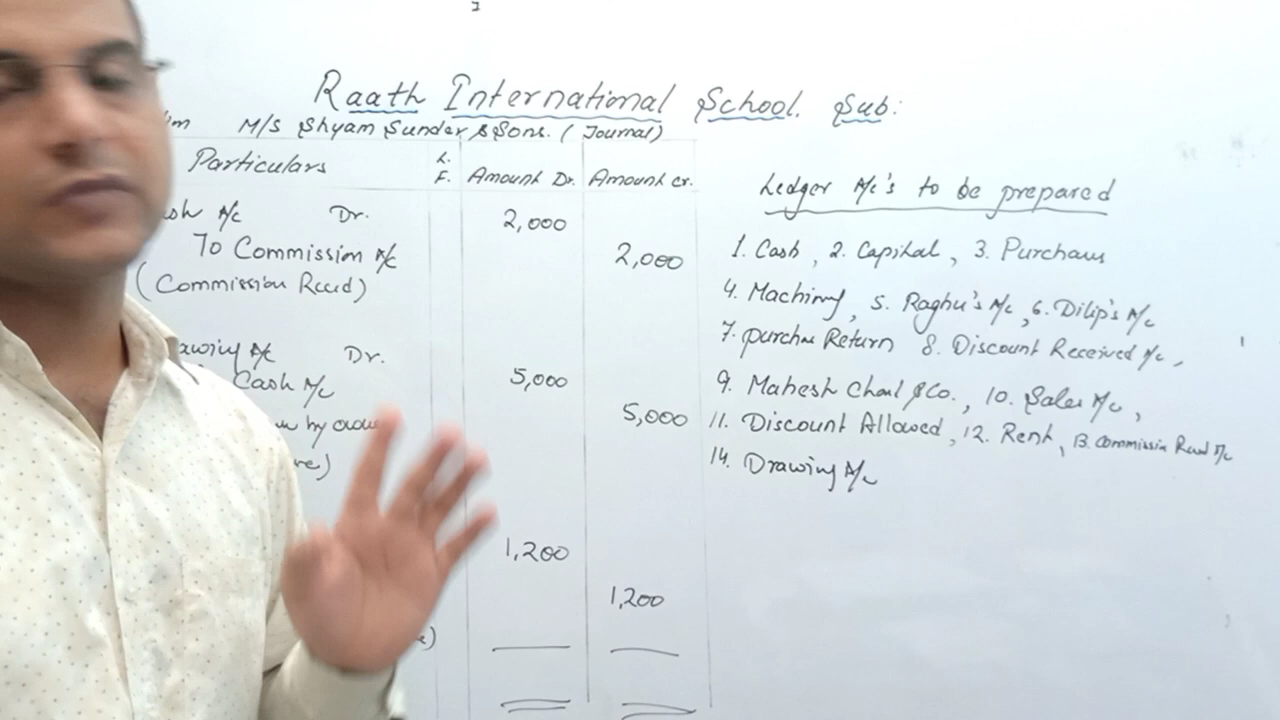 Raath International School. Sub:
M/S Shyam Sunder & Sons. (Journal)
Particulars L. F. Amount Dr. Amount cr.
A/c Dr. 2,000
To Commission A/c 2,000
(Commission Recd)
A/c Dr.
Cash A/c 5,000
by 5,000
1,200
1,200
Ledger A/c's to be prepared
1. Cash, 2. Capital, 3. Purchases
4. Machinery, 5. Raghu's A/c, 6. Dilip's A/c
7. purchase Return 8. Discount Received A/c,
9. Mahesh Chand & Co., 10. Sales A/c,
11. Discount Allowed, 12. Rent, 13. Commission Recd A/c
14. Drawing A/c